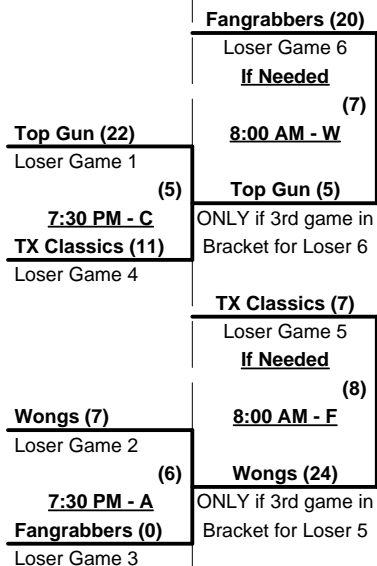 Fangrabbers (20)
Loser Game 6
If Needed
(7)
8:00 AM - W
Top Gun (22)
Loser Game 1
(5)
7:30 PM - C
TX Classics (11)
Loser Game 4
Top Gun (5)
ONLY if 3rd game in
Bracket for Loser 6
TX Classics (7)
Loser Game 5
If Needed
(8)
8:00 AM - F
Wongs (7)
Loser Game 2
(6)
7:30 PM - A
Fangrabbers (0)
Loser Game 3
Wongs (24)
ONLY if 3rd game in
Bracket for Loser 5